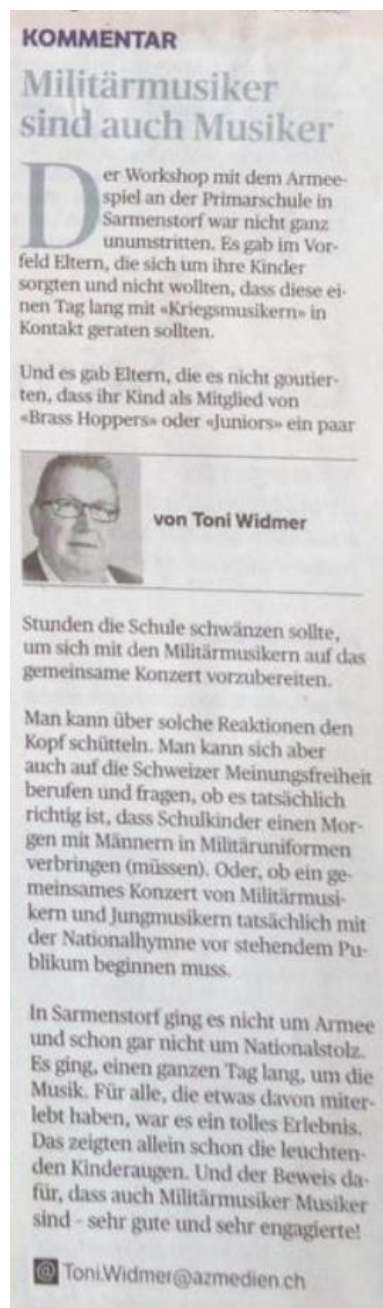 KOMMENTAR
Militärmusiker
sind auch Musiker
Der Workshop mit dem Armee-
spiel an der Primarschule in
Sarmenstorf war nicht ganz
unumstritten. Es gab im Vor-
feld Eltern, die sich um ihre Kinder
sorgten und nicht wollten, dass diese ei-
nen Tag lang mit «Kriegsmusikern» in
Kontakt geraten sollten.
Und es gab Eltern, die es nicht goutier-
ten, dass ihr Kind als Mitglied von
«Brass Hoppers» oder «Juniors» ein paar
von Toni Widmer
Stunden die Schule schwänzen sollte,
um sich mit den Militärmusikern auf das
gemeinsame Konzert vorzubereiten.
Man kann über solche Reaktionen den
Kopf schütteln. Man kann sich aber
auch auf die Schweizer Meinungsfreiheit
berufen und fragen, ob es tatsächlich
richtig ist, dass Schulkinder einen Mor-
gen mit Männern in Militäruniformen
verbringen (müssen). Oder, ob ein ge-
meinsames Konzert von Militärmusi-
kern und Jungmusikern tatsächlich mit
der Nationalhymne vor stehendem Pu-
blikum beginnen muss.
In Sarmenstorf ging es nicht um Armee
und schon gar nicht um Nationalstolz.
Es ging, einen ganzen Tag lang, um die
Musik. Für alle, die etwas davon miter-
lebt haben, war es ein tolles Erlebnis.
Das zeigten allein schon die leuchten-
den Kinderaugen. Und der Beweis da-
für, dass auch Militärmusiker Musiker
sind - sehr gute und sehr engagierte!
@ Toni.Widmer@azmedien.ch